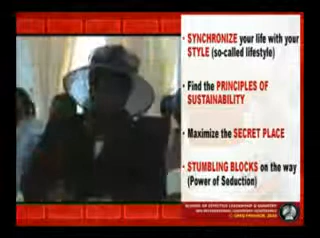 • SYNCHRONIZE your life with your
STYLE (so-called lifestyle)
• Find the PRINCIPLES OF
SUSTAINABILITY
• Maximize the SECRET PLACE
• STUMBLING BLOCKS on the way
(Power of Seduction)